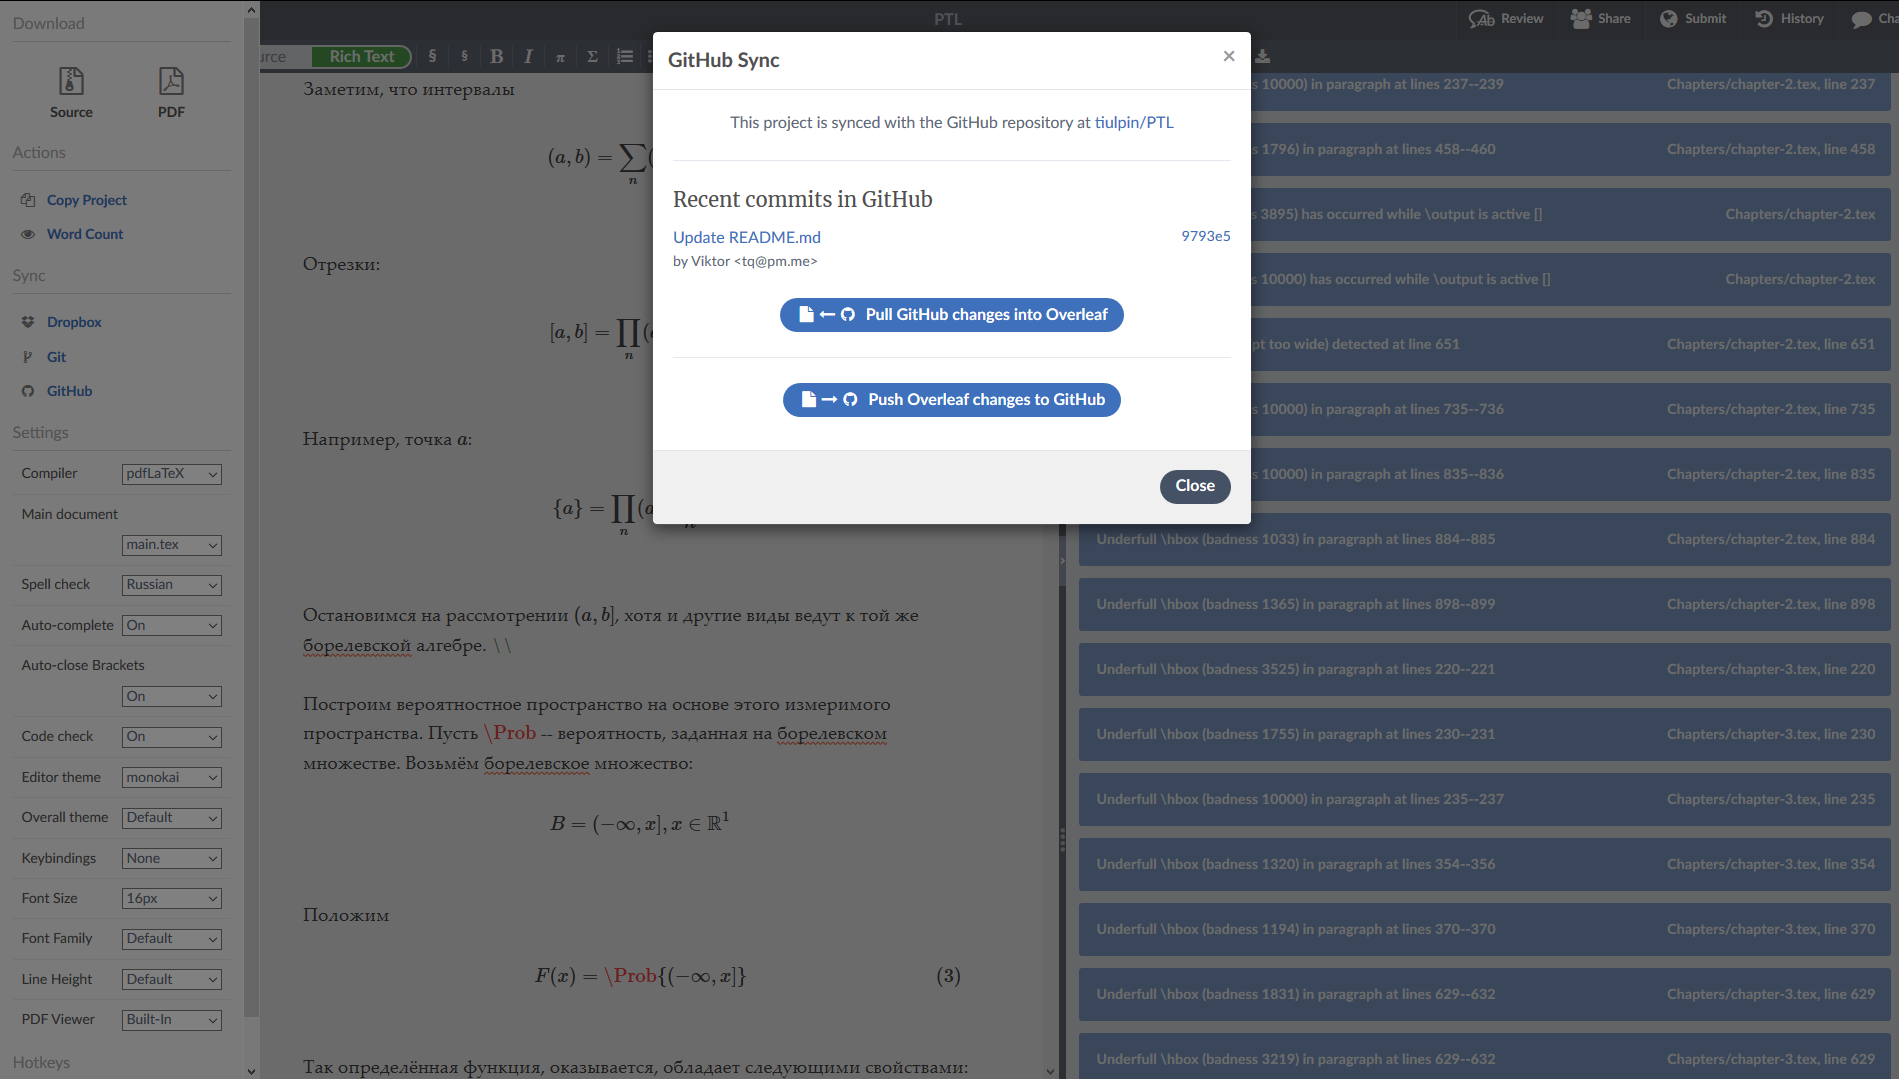 Download
Source
PDF
Actions
Copy Project
Word Count
Sync
Dropbox
Git
GitHub
Settings
Compiler pdfLaTeX
Main document
main.tex
Spell check Russian
Auto-complete On
Auto-close Brackets
On
Code check On
Editor theme monokai
Overall theme Default
Keybindings None
Font Size 16px
Font Family Default
Line Height Default
PDF Viewer Built-In
Hotkeys
PTL
Review
Share
Submit
History
Rich Text § § B I π Σ
Заметим, что интервалы
(a, b) = ∑ n
Отрезки:
[a, b] = ∏ n
Например, точка a:
{a} = ∏ n (a
Остановимся на рассмотрении (a, b], хотя и другие виды ведут к той же
борелевской алгебре. \\
Построим вероятностное пространство на основе этого измеримого
пространства. Пусть \Prob -- вероятность, заданная на борелевском
множестве. Возьмём борелевское множество:
B = (−∞, x], x ∈ ℝ¹
Положим
F(x) = \Prob{(−∞, x]} (3)
Так определённая функция, оказывается, обладает следующими свойствами:
GitHub Sync ×
This project is synced with the GitHub repository at tiulpin/PTL
Recent commits in GitHub
Update README.md 9793e5
by Viktor <tq@pm.me>
Pull GitHub changes into Overleaf
Push Overleaf changes to GitHub
Close
10000) in paragraph at lines 237--239 Chapters/chapter-2.tex, line 237
1796) in paragraph at lines 458--460 Chapters/chapter-2.tex, line 458
3895) has occurred while \output is active [] Chapters/chapter-2.tex
10000) has occurred while \output is active [] Chapters/chapter-2.tex
pt too wide) detected at line 651 Chapters/chapter-2.tex, line 651
10000) in paragraph at lines 735--736 Chapters/chapter-2.tex, line 735
10000) in paragraph at lines 835--836 Chapters/chapter-2.tex, line 835
Underfull \hbox (badness 1033) in paragraph at lines 884--885 Chapters/chapter-2.tex, line 884
Underfull \hbox (badness 1365) in paragraph at lines 898--899 Chapters/chapter-2.tex, line 898
Underfull \hbox (badness 3525) in paragraph at lines 220--221 Chapters/chapter-3.tex, line 220
Underfull \hbox (badness 1755) in paragraph at lines 230--231 Chapters/chapter-3.tex, line 230
Underfull \hbox (badness 10000) in paragraph at lines 235--237 Chapters/chapter-3.tex, line 235
Underfull \hbox (badness 1320) in paragraph at lines 354--356 Chapters/chapter-3.tex, line 354
Underfull \hbox (badness 1194) in paragraph at lines 370--370 Chapters/chapter-3.tex, line 370
Underfull \hbox (badness 1831) in paragraph at lines 629--632 Chapters/chapter-3.tex, line 629
Underfull \hbox (badness 3219) in paragraph at lines 629--632 Chapters/chapter-3.tex, line 629